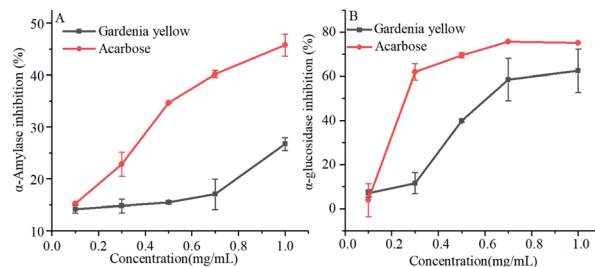 A
Gardenia yellow
Acarbose
α-Amylase inhibition (%)
50
40
30
20
10
0.0 0.2 0.4 0.6 0.8 1.0
Concentration(mg/mL)
B
Gardenia yellow
Acarbose
α-glucosidase inhibition (%)
80
60
40
20
0
0.0 0.2 0.4 0.6 0.8 1.0
Concentration(mg/mL)